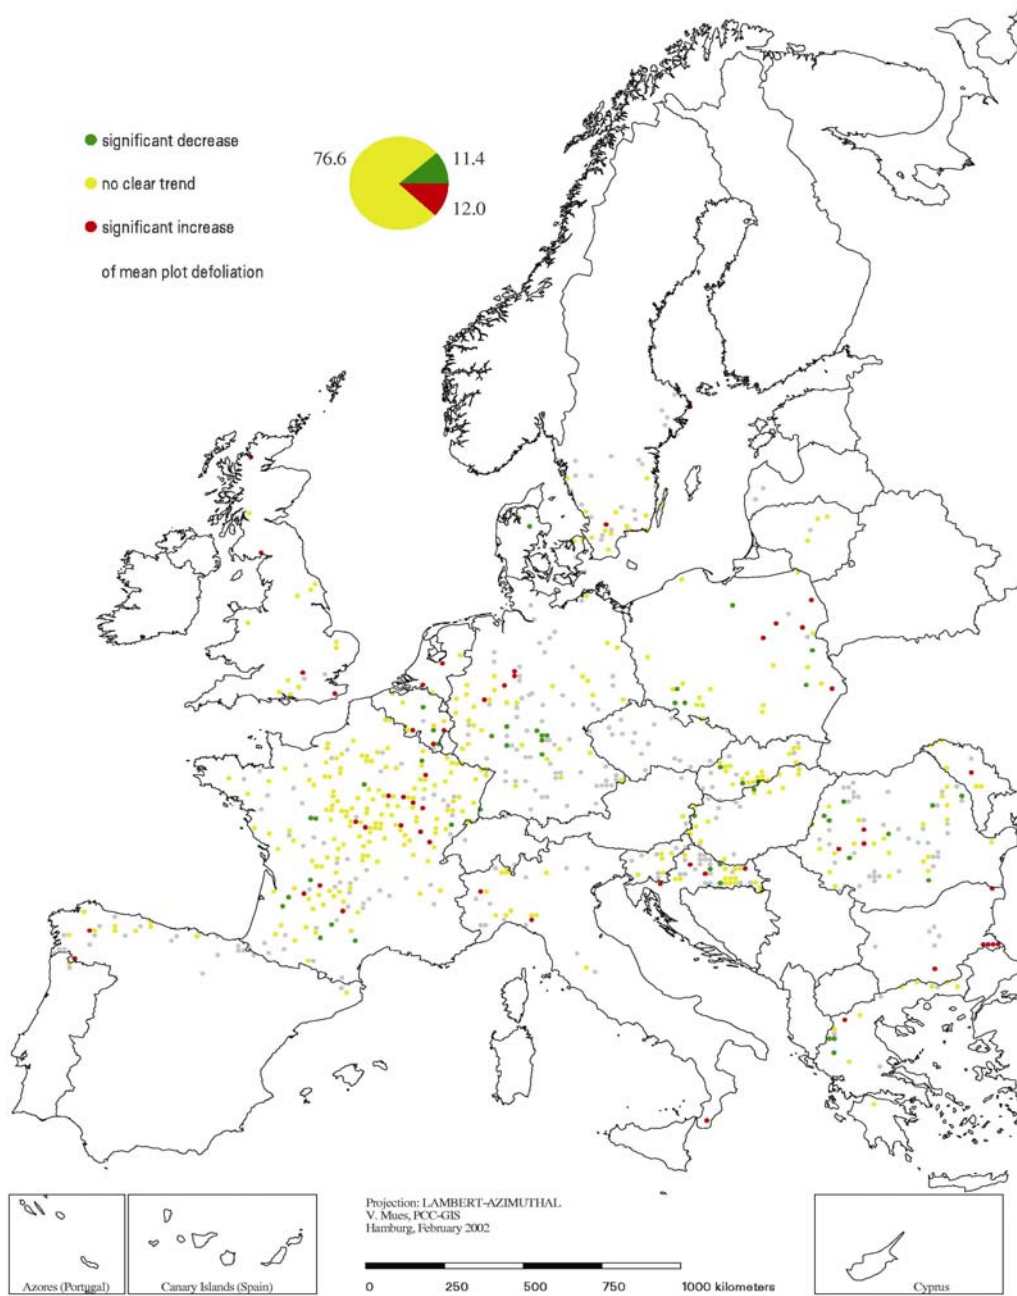 significant decrease
76.6
11.4
no clear trend
12.0
significant increase
of mean plot defoliation
Projection: LAMBERT-AZIMUTHAL
V. Mues, PCC-GIS
Hamburg, February 2002
0 250 500 750 1000 kilometers
Azores (Portugal)
Canary Islands (Spain)
Cyprus